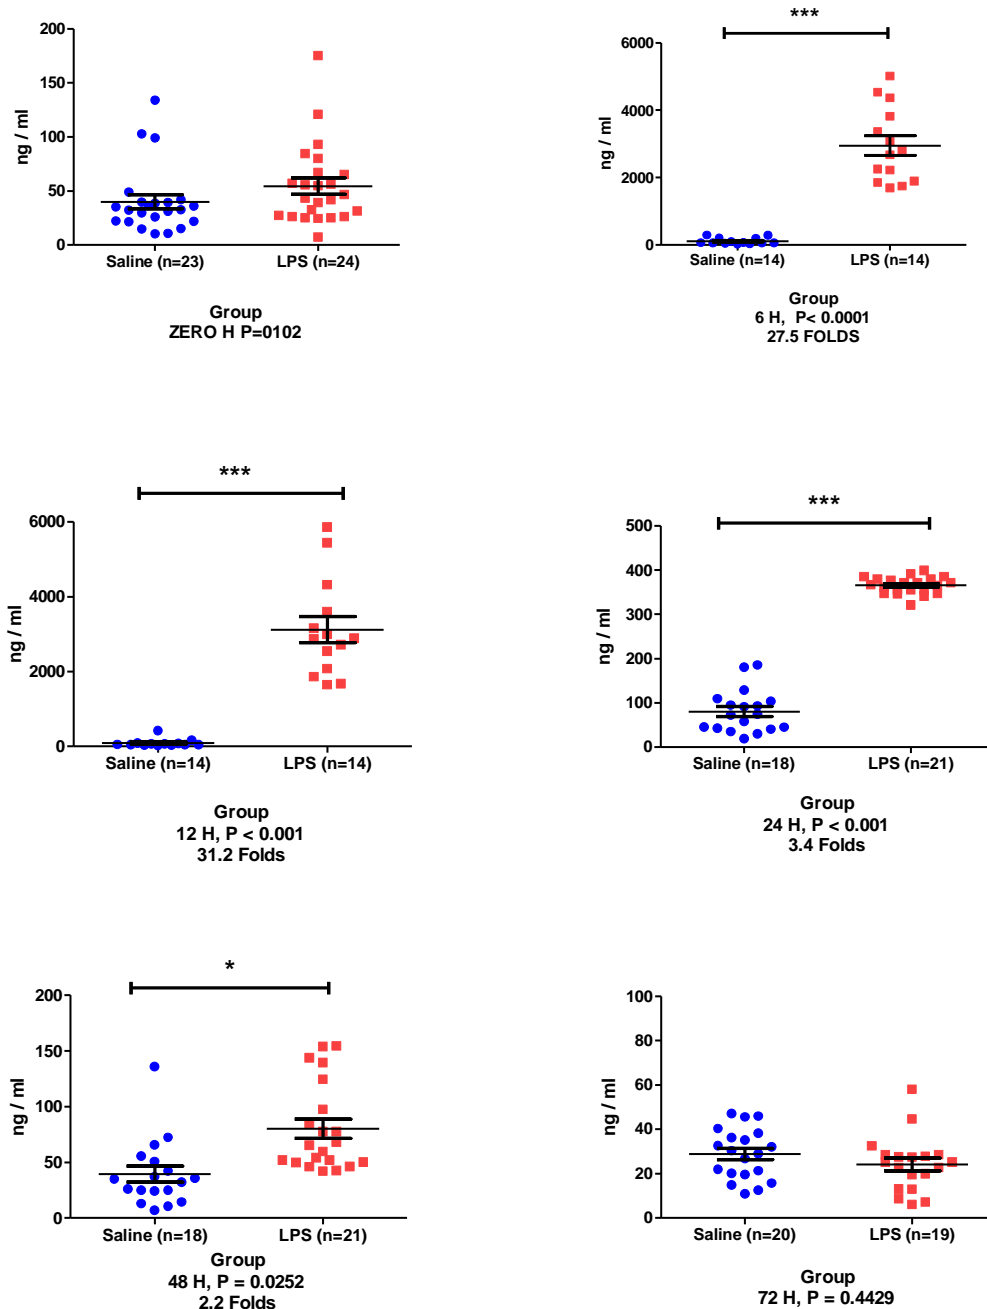 200
150
100
50
0
ng / ml
Saline (n=23) LPS (n=24)
Group
ZERO H P=0102
***
6000
4000
2000
0
ng / ml
Saline (n=14) LPS (n=14)
Group
6 H, P< 0.0001
27.5 FOLDS
***
6000
4000
2000
0
ng / ml
Saline (n=14) LPS (n=14)
Group
12 H, P < 0.001
31.2 Folds
***
500
400
300
200
100
0
ng / ml
Saline (n=18) LPS (n=21)
Group
24 H, P < 0.001
3.4 Folds
*
200
150
100
50
0
ng / ml
Saline (n=18) LPS (n=21)
Group
48 H, P = 0.0252
2.2 Folds
100
80
60
40
20
0
ng / ml
Saline (n=20) LPS (n=19)
Group
72 H, P = 0.4429